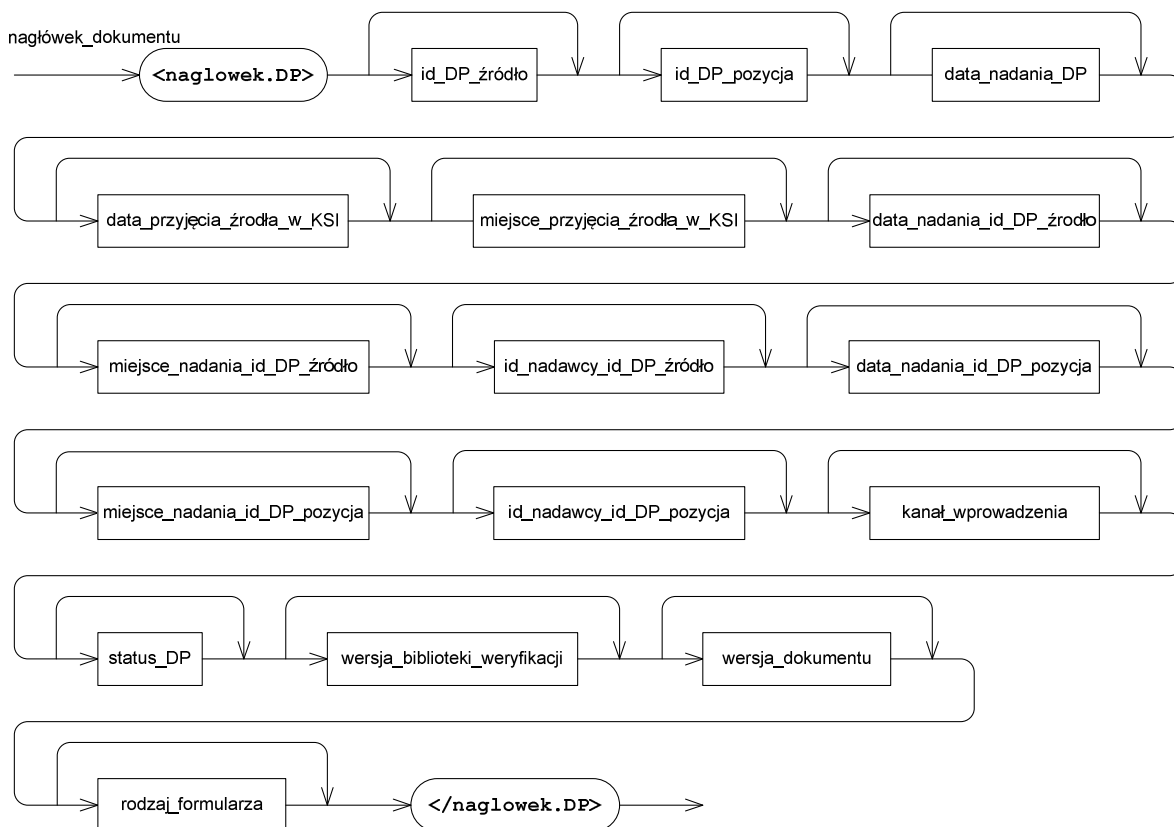 nagłówek_dokumentu
<naglowek.DP> id_DP_źródło id_DP_pozycja data_nadania_DP
data_przyjęcia_źrodła_w_KSI miejsce_przyjęcia_źrodła_w_KSI data_nadania_id_DP_źrodło
miejsce_nadania_id_DP_źródło id_nadawcy_id_DP_źródło data_nadania_id_DP_pozycja
miejsce_nadania_id_DP_pozycja id_nadawcy_id_DP_pozycja kanał_wprowadzenia
status_DP wersja_biblioteki_weryfikacji wersja_dokumentu
rodzaj_formularza </naglowek.DP>